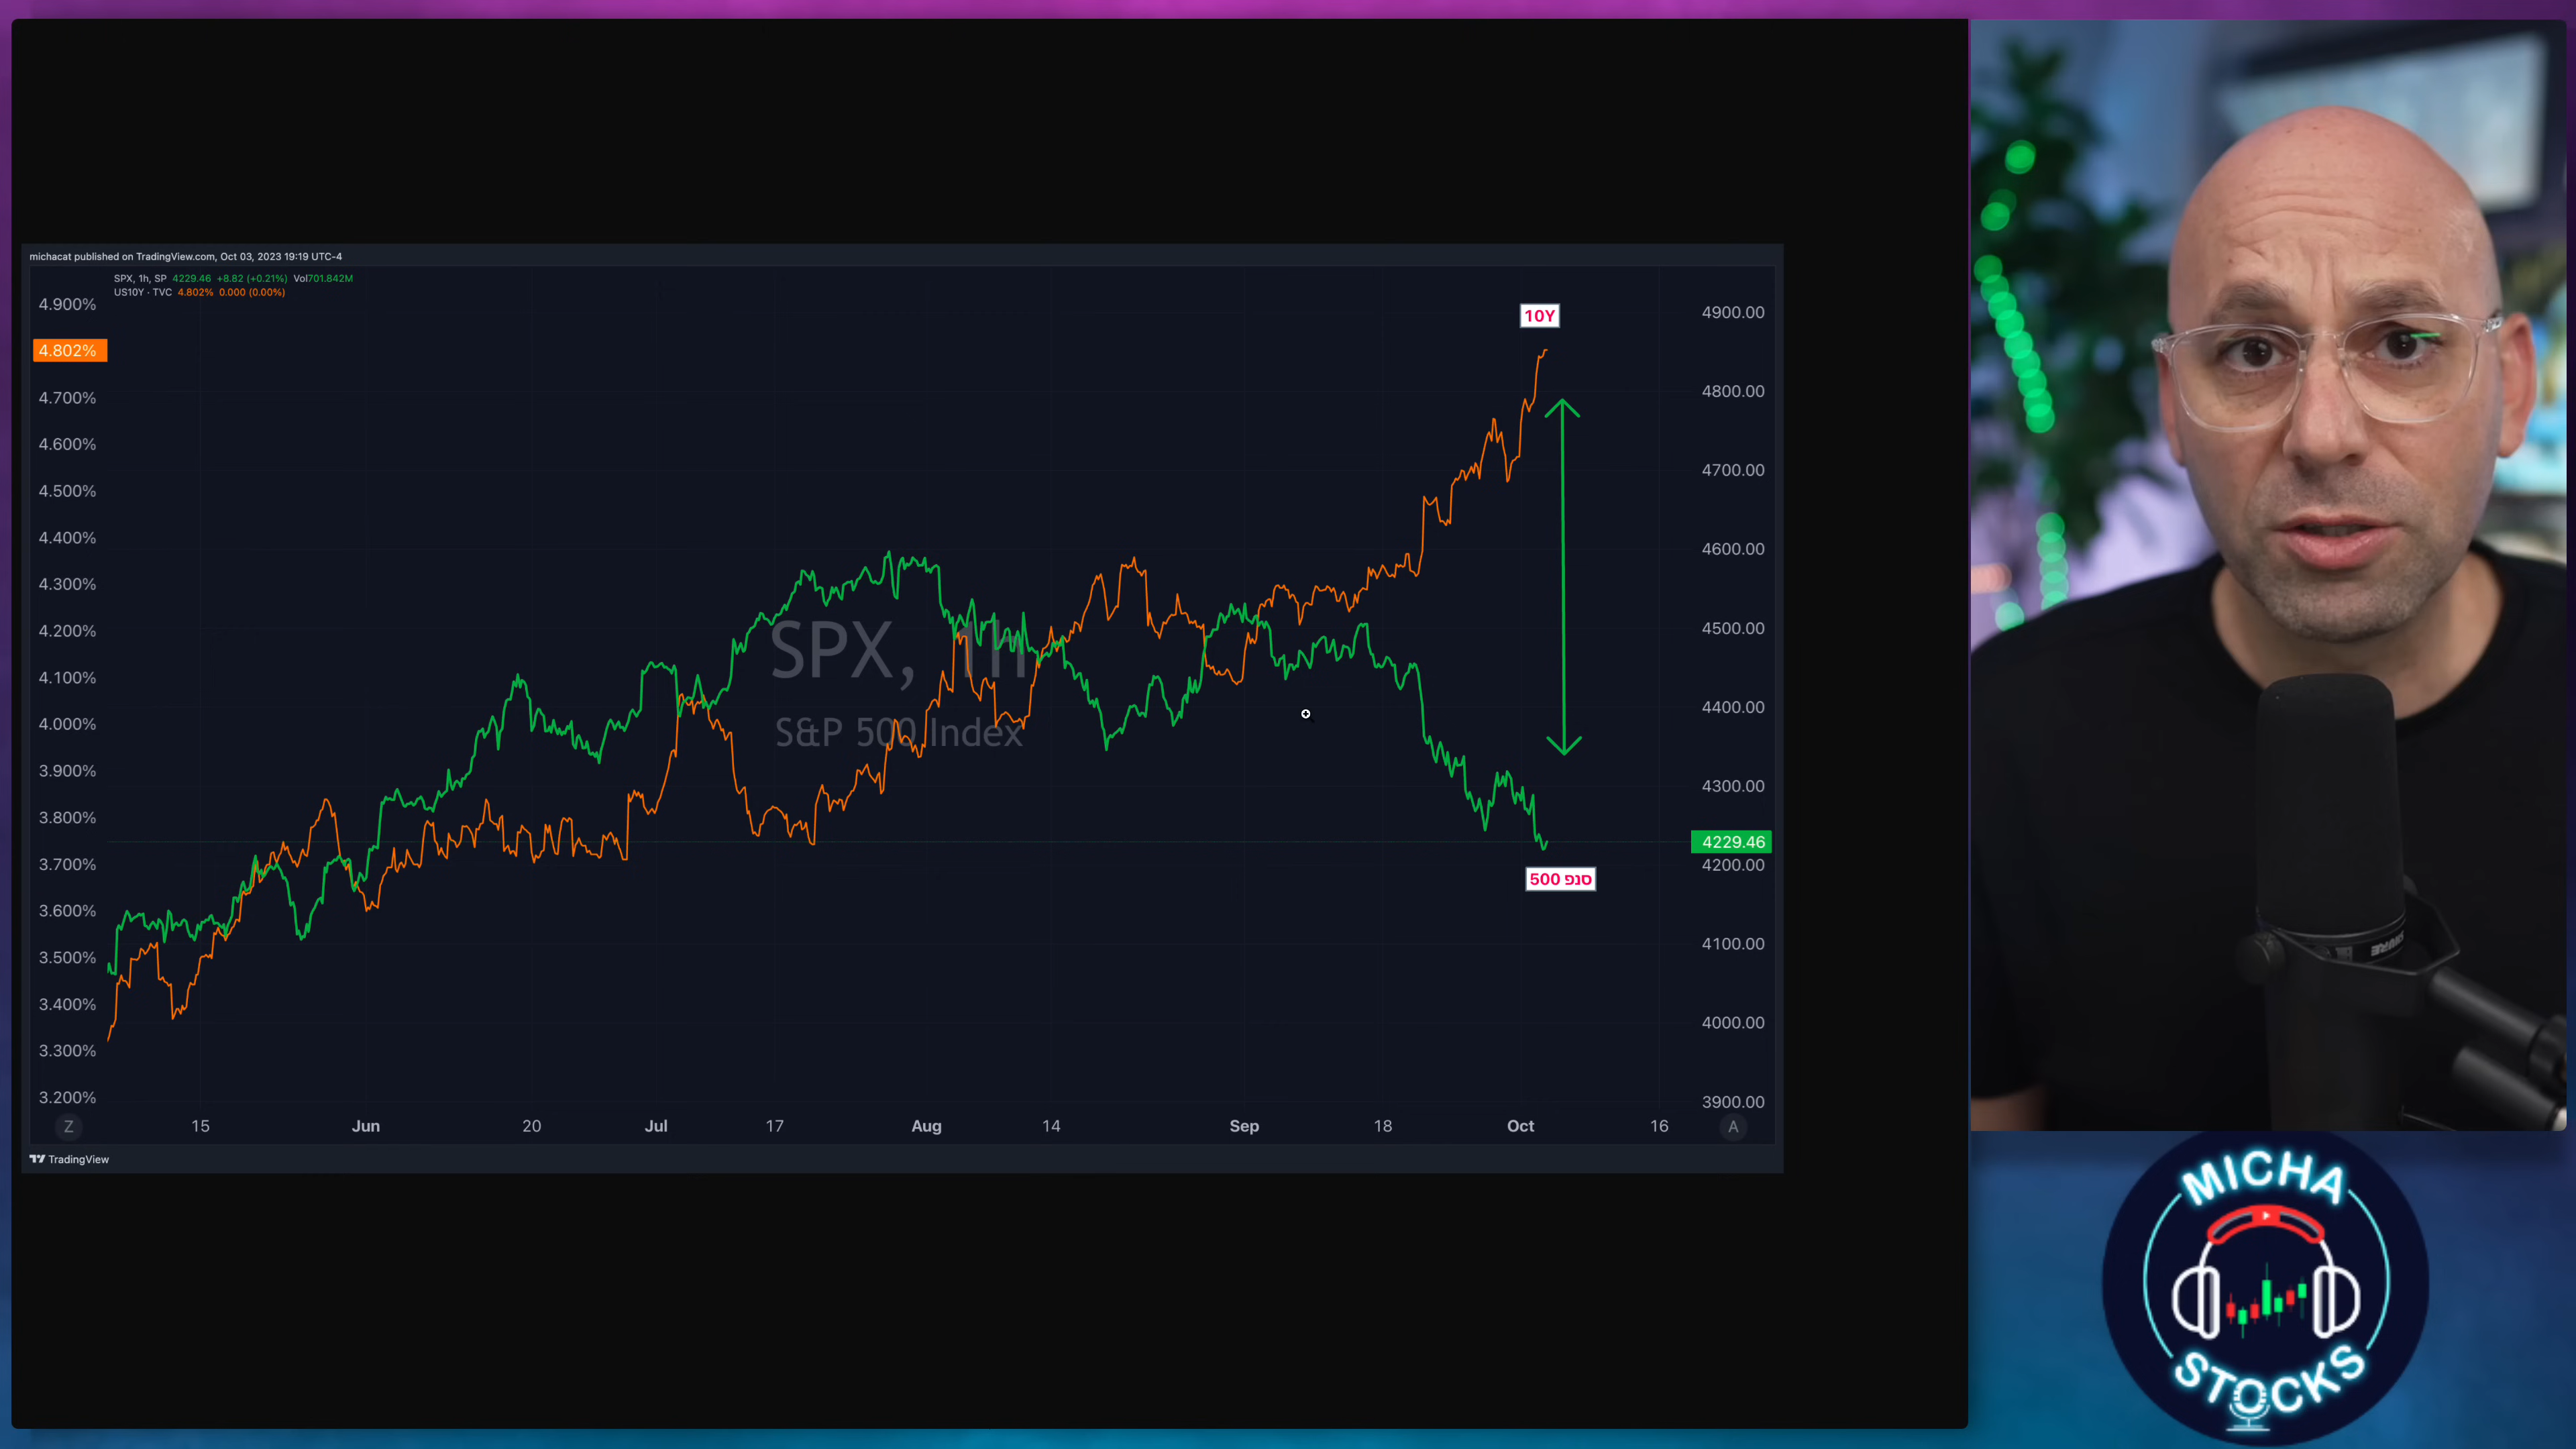 michacat published on TradingView.com, Oct 03, 2023 19:19 UTC-4
SPX, 1h, SP 4229.46 +8.82 (+0.21%) Vol701.842M
US10Y · TVC 4.802% 0.000 (0.00%)
4.900%
4.802%
4.700%
4.600%
4.500%
4.400%
4.300%
4.200%
4.100%
4.000%
3.900%
3.800%
3.700%
3.600%
3.500%
3.400%
3.300%
3.200%
10Y
SPX, 1h
S&P 500 Index
סנפ 500
4900.00
4800.00
4700.00
4600.00
4500.00
4400.00
4300.00
4229.46
4200.00
4100.00
4000.00
3900.00
Z 15 Jun 20 Jul 17 Aug 14 Sep 18 Oct 16 A
TradingView
SHURE
MICHA
STOCKS